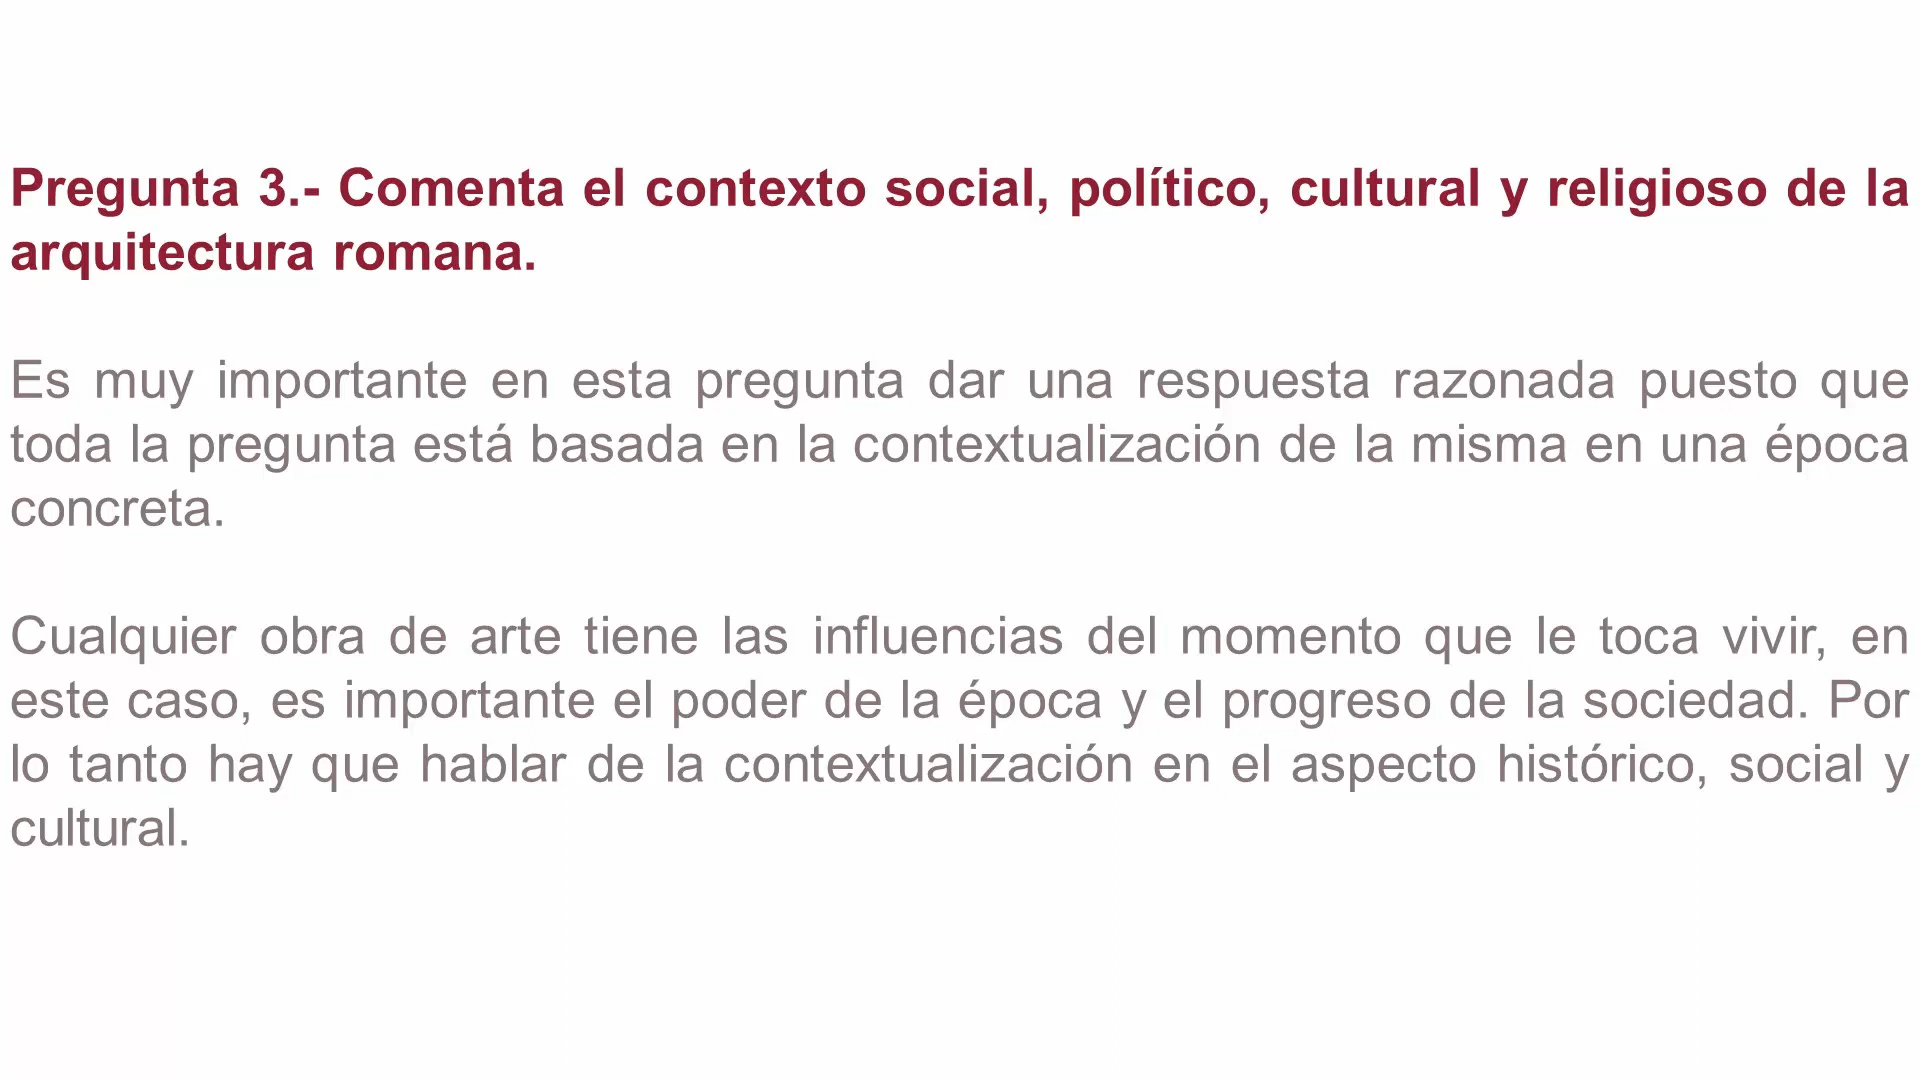 Pregunta 3.- Comenta el contexto social, político, cultural y religioso de la
arquitectura romana.
Es muy importante en esta pregunta dar una respuesta razonada puesto que
toda la pregunta está basada en la contextualización de la misma en una época
concreta.
Cualquier obra de arte tiene las influencias del momento que le toca vivir, en
este caso, es importante el poder de la época y el progreso de la sociedad. Por
lo tanto hay que hablar de la contextualización en el aspecto histórico, social y
cultural.